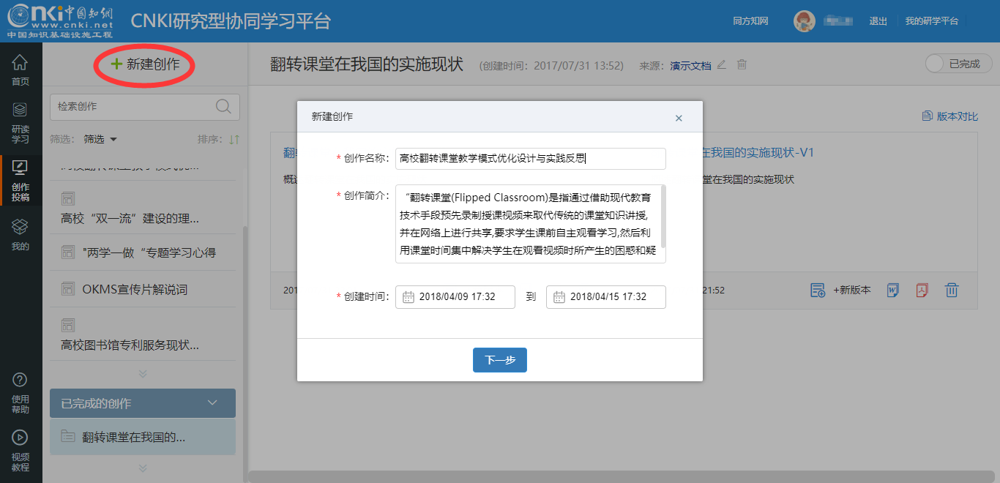 Cnki中国知网
www.cnki.net
中国知识基础设施工程
CNKI研究型协同学习平台
同方知网
退出
我的研学平台
首页
研读
学习
创作
投稿
我的
使用
帮助
视频
教程
+ 新建创作
检索创作
筛选: 筛选
排序:
高校“双一流”建设的理...
"两学一做“专题学习心得
OKMS宣传片解说词
高校图书馆专利服务现状...
已完成的创作
翻转课堂在我国的...
翻转课堂在我国的实施现状 (创建时间: 2017/07/31 13:52) 来源: 演示文档
已完成
版本对比
翻
在我国的实施现状-V1
概述
堂在我国的实施现状
201
21:52
+新版本
新建创作
×
* 创作名称: 高校翻转课堂教学模式优化设计与实践反思
* 创作简介: “翻转课堂(Flipped Classroom)是指通过借助现代教育
技术手段预先录制授课视频来取代传统的课堂知识讲授,
并在网络上进行共享,要求学生课前自主观看学习,然后利
用课堂时间集中解决学生在观看视频时所产生的困惑和疑
* 创建时间: 2018/04/09 17:32 到 2018/04/15 17:32
下一步